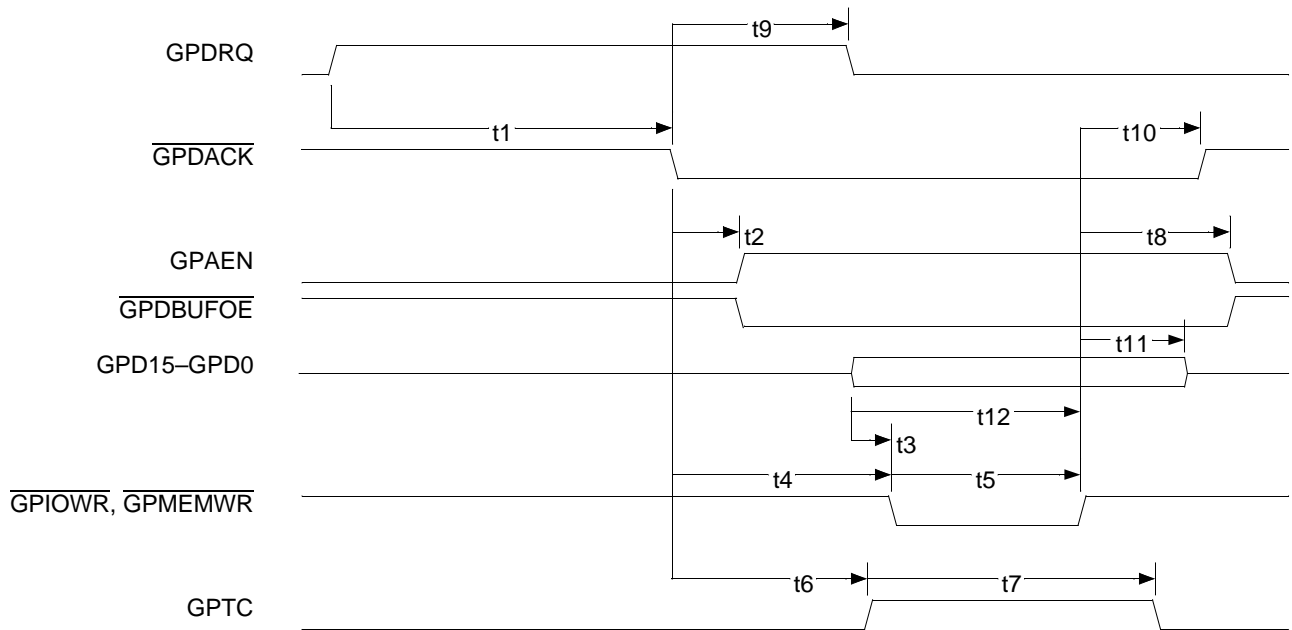 t9
GPDRQ
t1
t10
GPDACK
t2
t8
GPAEN
GPDBUFOE
t11
GPD15–GPD0
t12
t3
t4
t5
GPIOWR, GPMEMWR
t6
t7
GPTC